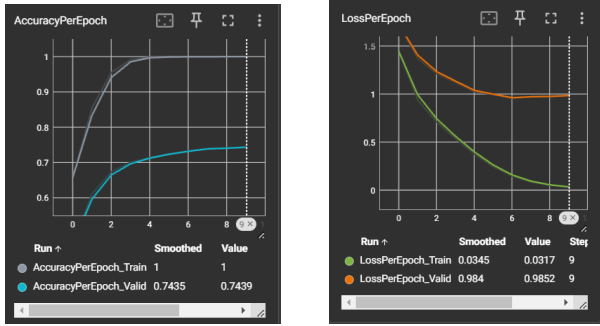 AccuracyPerEpoch
1
0.9
0.8
0.7
0.6
0 2 4 6 8 9
Run ↑ Smoothed Value
AccuracyPerEpoch_Train 1 1
AccuracyPerEpoch_Valid 0.7435 0.7439
LossPerEpoch
1.5
1
0.5
0
0 2 4 6 8 9
Run ↑ Smoothed Value Step
LossPerEpoch_Train 0.0345 0.0317 9
LossPerEpoch_Valid 0.984 0.9852 9